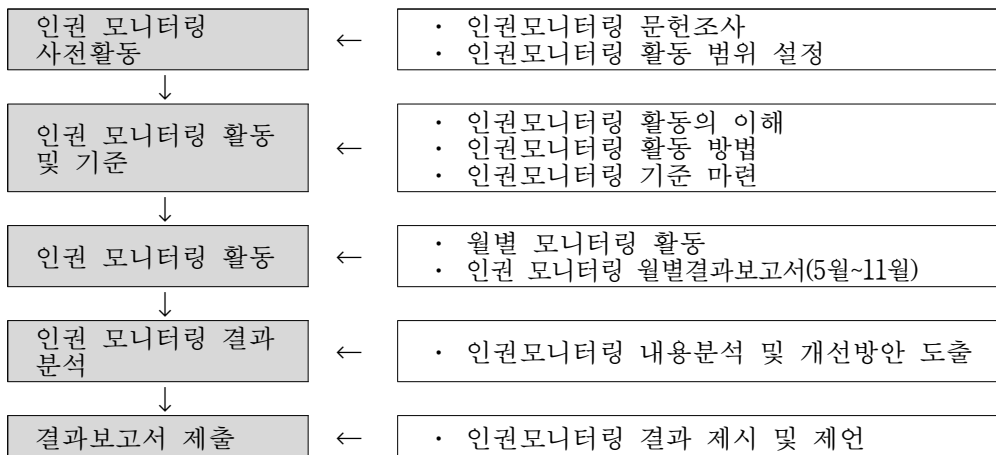 인권 모니터링
사전활동
←
· 인권모니터링 문헌조사
· 인권모니터링 활동 범위 설정
↓
인권 모니터링 활동
및 기준
←
· 인권모니터링 활동의 이해
· 인권모니터링 활동 방법
· 인권모니터링 기준 마련
↓
인권 모니터링 활동
←
· 월별 모니터링 활동
· 인권 모니터링 월별결과보고서(5월~11월)
↓
인권 모니터링 결과
분석
←
· 인권모니터링 내용분석 및 개선방안 도출
↓
결과보고서 제출
←
· 인권모니터링 결과 제시 및 제언